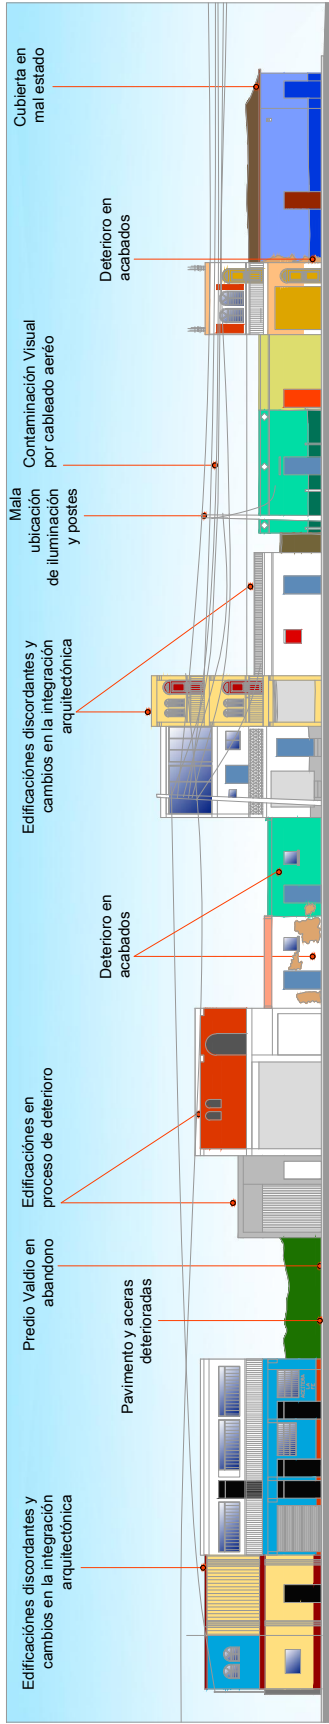 Edificaciónes discordantes y
cambios en la integración
arquitectónica
Pavimento y aceras
deterioradas
Predio Valdio en
abandono
Edificaciónes en
proceso de deterioro
Deterioro en
acabados
Edificaciónes discordantes y
cambios en la integración
arquitectónica
Mala
ubicación
de iluminación
y postes
Contaminación Visual
por cableado aeréo
Deterioro en
acabados
Cubierta en
mal estado